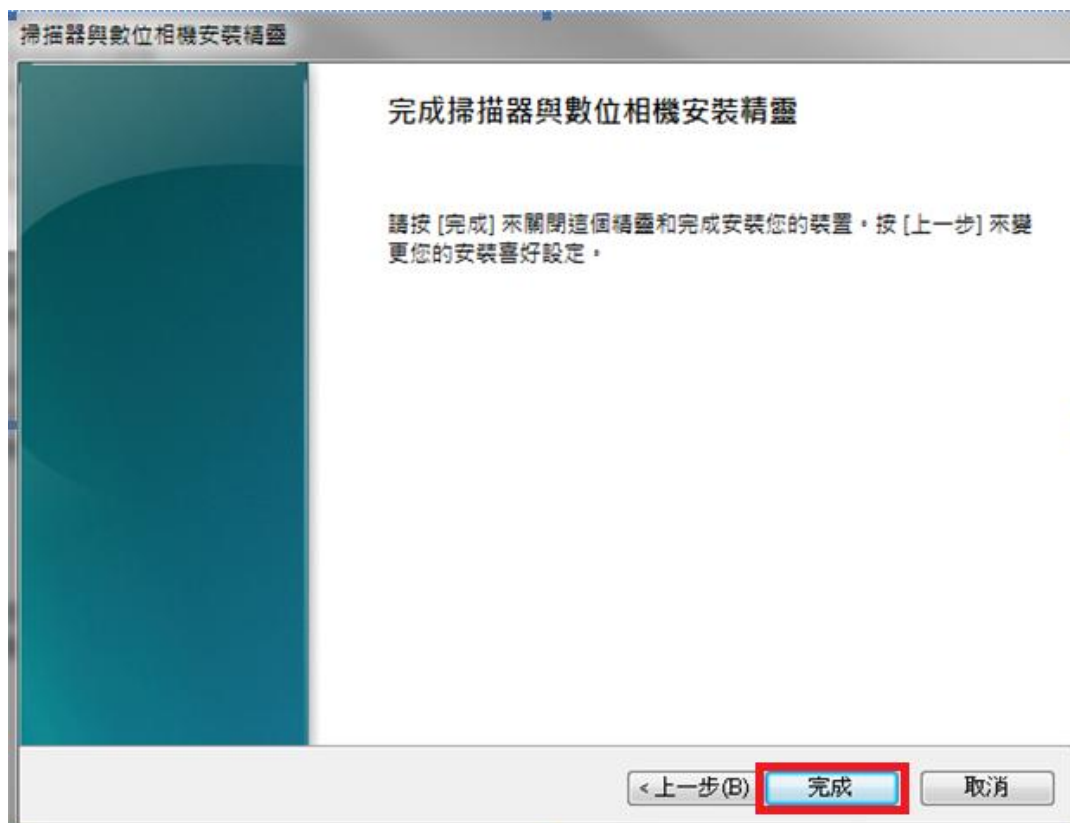 掃描器與數位相機安裝精靈
完成掃描器與數位相機安裝精靈
請按 [完成] 來關閉這個精靈和完成安裝您的裝置。按 [上一步] 來變
更您的安裝喜好設定。
<上一步(B) 完成 取消